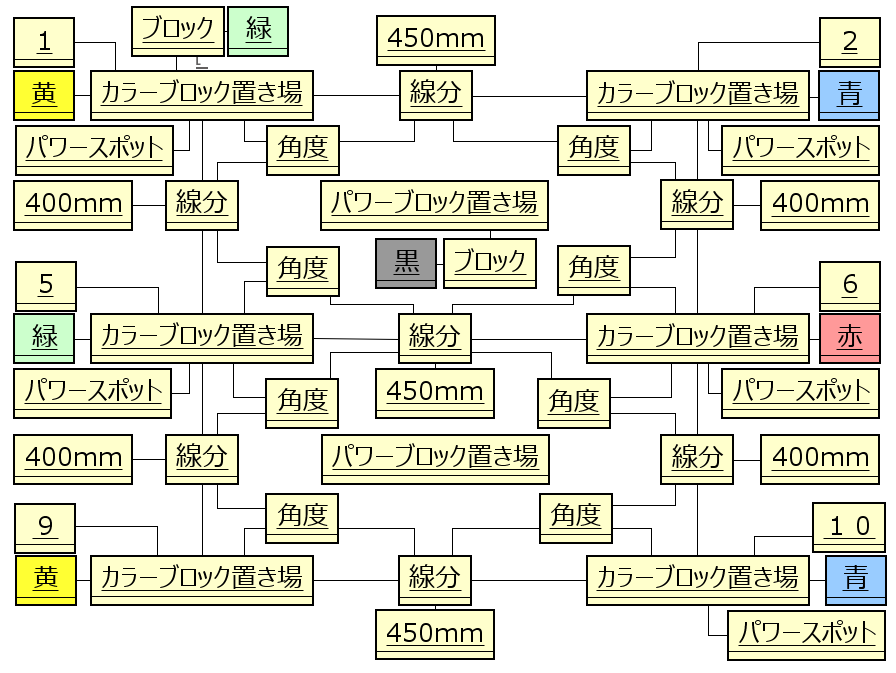 ブロック
緑
1
450mm
2
黄
カラーブロック置き場
線分
カラーブロック置き場
青
パワースポット
角度
角度
パワースポット
400mm
線分
パワーブロック置き場
線分
400mm
角度
黒
ブロック
角度
5
6
緑
カラーブロック置き場
線分
カラーブロック置き場
赤
パワースポット
角度
450mm
角度
パワースポット
400mm
線分
パワーブロック置き場
線分
400mm
9
角度
角度
１０
黄
カラーブロック置き場
線分
カラーブロック置き場
青
450mm
パワースポット